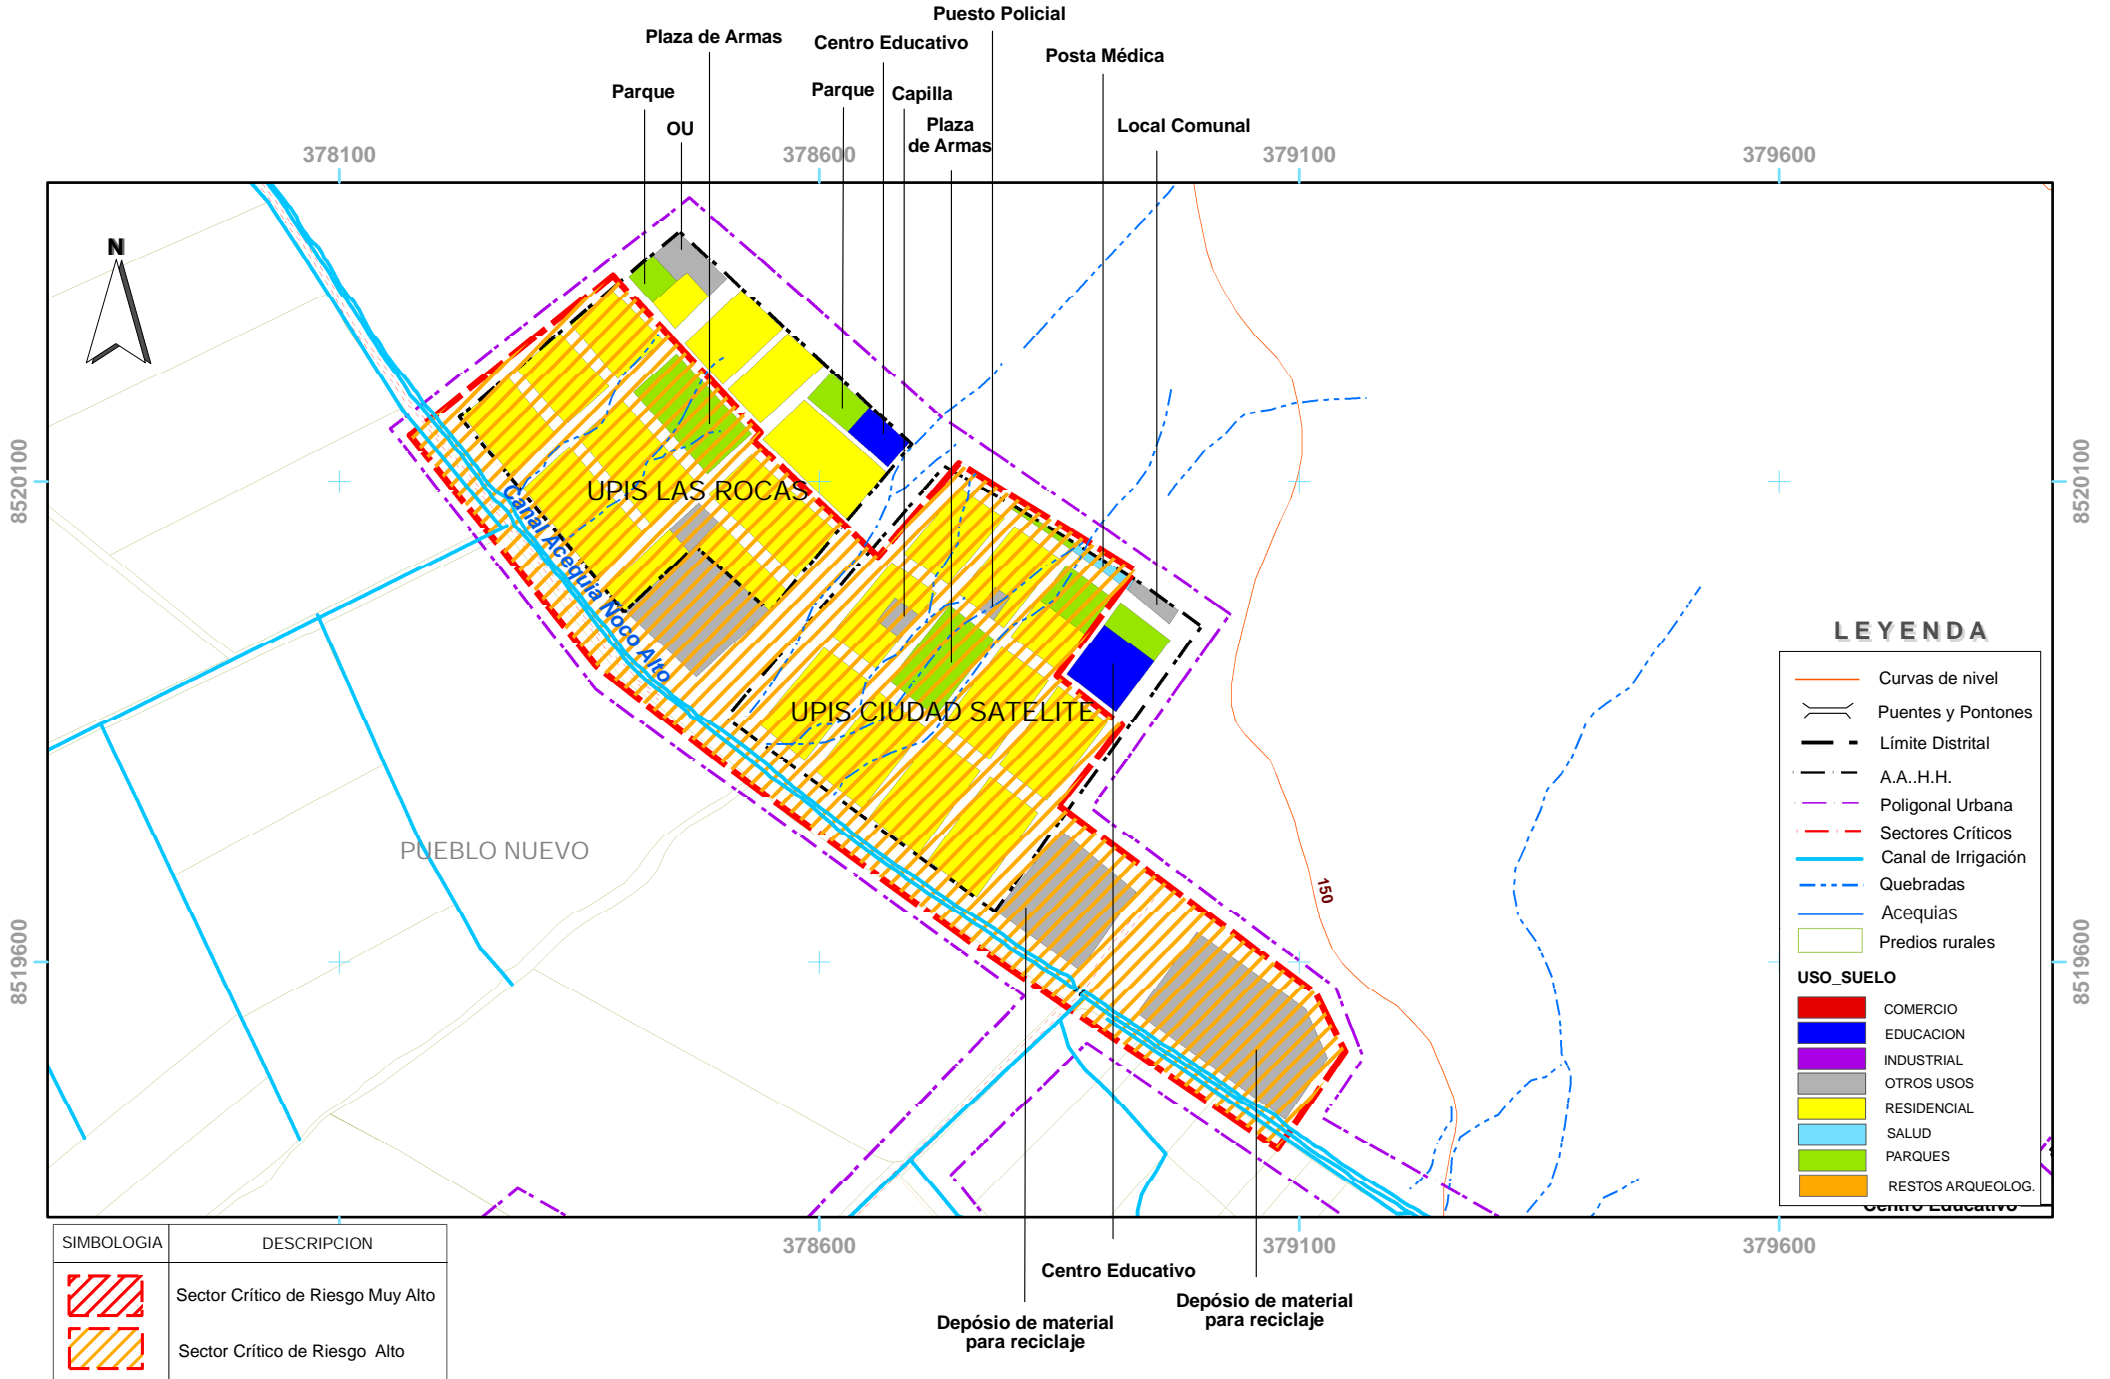 Puesto Policial
Plaza de Armas
Centro Educativo
Posta Médica
Parque
Parque
Capilla
OU
Plaza
de Armas
Local Comunal
378100
378600
379100
379600
N
8520100
8520100
UPIS LAS ROCAS
Canal Acequia Noco Alto
UPIS CIUDAD SATELITE
PUEBLO NUEVO
150
8519600
8519600
LEYENDA
Curvas de nivel
Puentes y Pontones
Límite Distrital
A.A..H.H.
Poligonal Urbana
Sectores Críticos
Canal de Irrigación
Quebradas
Acequias
Predios rurales
USO_SUELO
COMERCIO
EDUCACION
INDUSTRIAL
OTROS USOS
RESIDENCIAL
SALUD
PARQUES
RESTOS ARQUEOLOG.
Centro Educativo
378600
379100
379600
SIMBOLOGIA
DESCRIPCION
Sector Crítico de Riesgo Muy Alto
Sector Crítico de Riesgo Alto
Centro Educativo
Depósio de material
para reciclaje
Depósio de material
para reciclaje